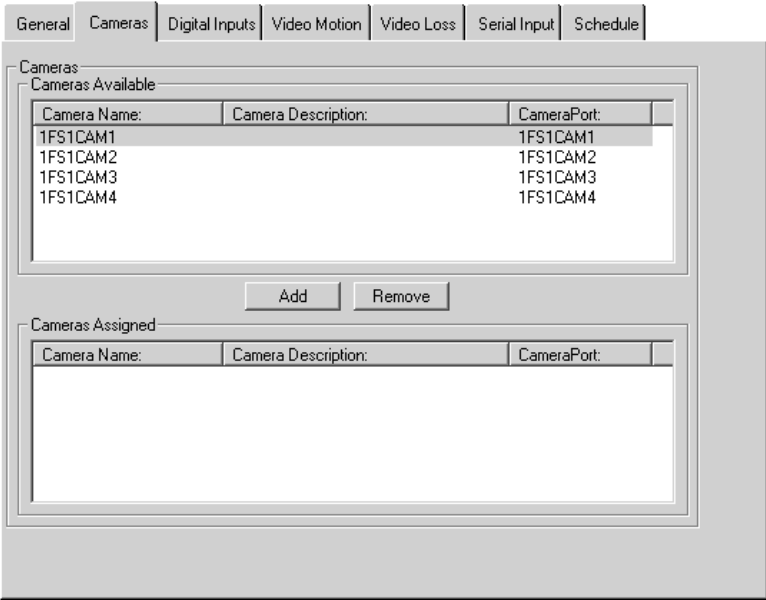 General Cameras Digital Inputs Video Motion Video Loss Serial Input Schedule
Cameras
Cameras Available
Camera Name: Camera Description: CameraPort:
1FS1CAM1 1FS1CAM1
1FS1CAM2 1FS1CAM2
1FS1CAM3 1FS1CAM3
1FS1CAM4 1FS1CAM4
Add Remove
Cameras Assigned
Camera Name: Camera Description: CameraPort: